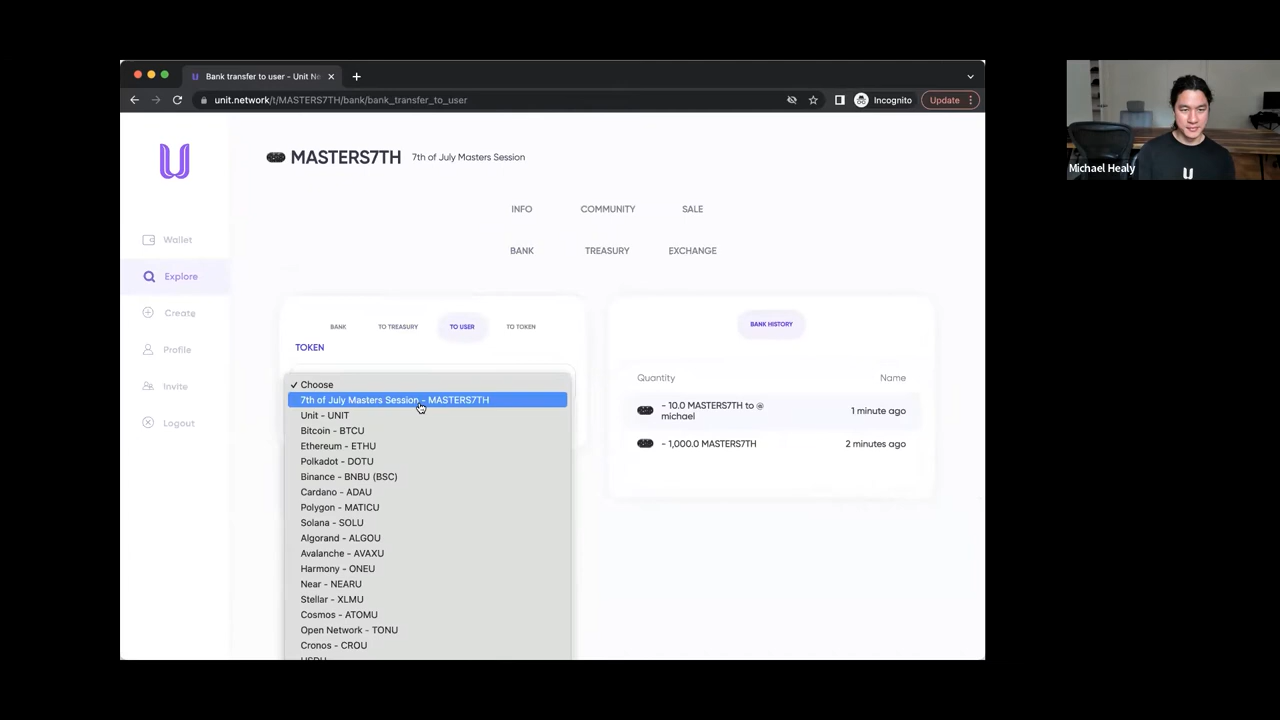 Bank transfer to user - Unit Ne
unit.network/t/MASTERS7TH/bank/bank_transfer_to_user
Incognito
Update
MASTERS7TH
7th of July Masters Session
INFO
COMMUNITY
SALE
BANK
TREASURY
EXCHANGE
Wallet
Explore
Create
Profile
Invite
Logout
BANK
TO TREASURY
TO USER
TO TOKEN
TOKEN
✓ Choose
7th of July Masters Session - MASTERS7TH
Unit - UNIT
Bitcoin - BTCU
Ethereum - ETHU
Polkadot - DOTU
Binance - BNBU (BSC)
Cardano - ADAU
Polygon - MATICU
Solana - SOLU
Algorand - ALGOU
Avalanche - AVAXU
Harmony - ONEU
Near - NEARU
Stellar - XLMU
Cosmos - ATOMU
Open Network - TONU
Cronos - CROU
BANK HISTORY
Quantity
Name
- 10.0 MASTERS7TH to @
michael
1 minute ago
- 1,000.0 MASTERS7TH
2 minutes ago
Michael Healy